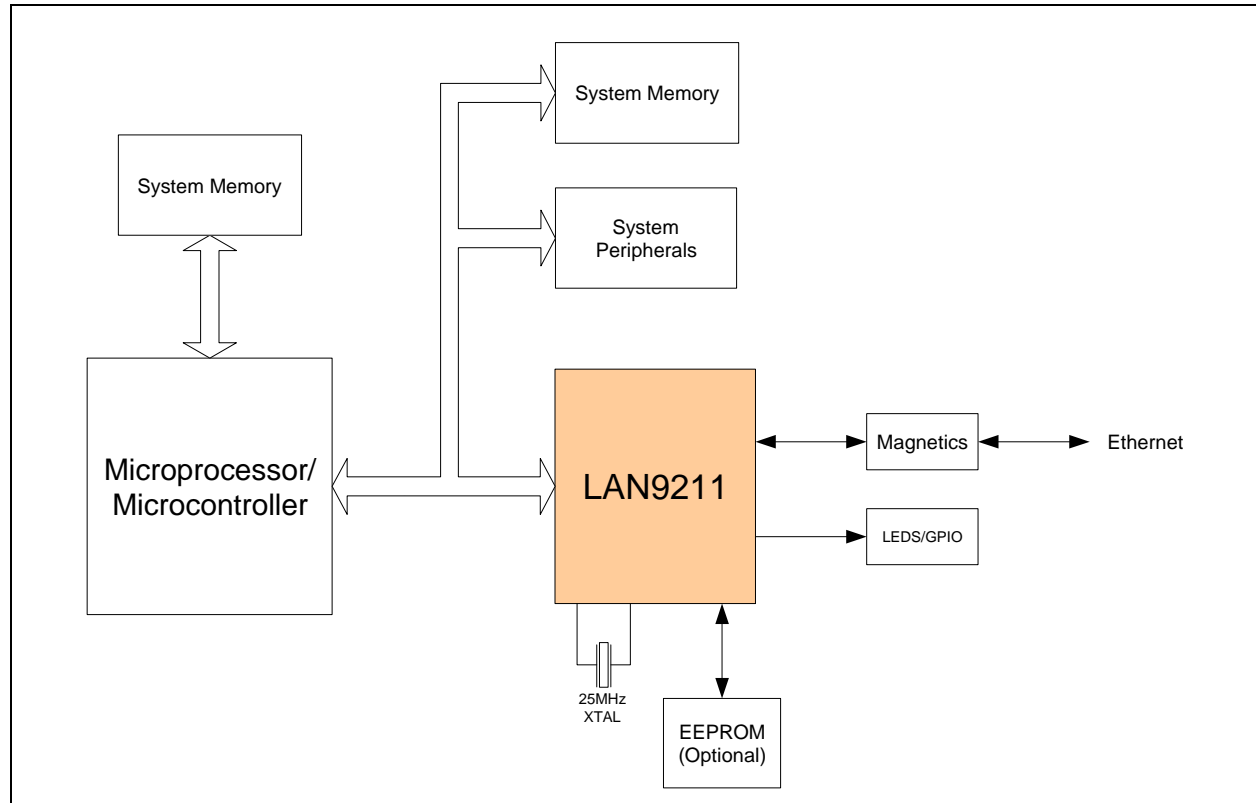 System Memory
System Memory
System
Peripherals
Microprocessor/
Microcontroller
LAN9211
Magnetics
Ethernet
LEDS/GPIO
25MHz
XTAL
EEPROM
(Optional)